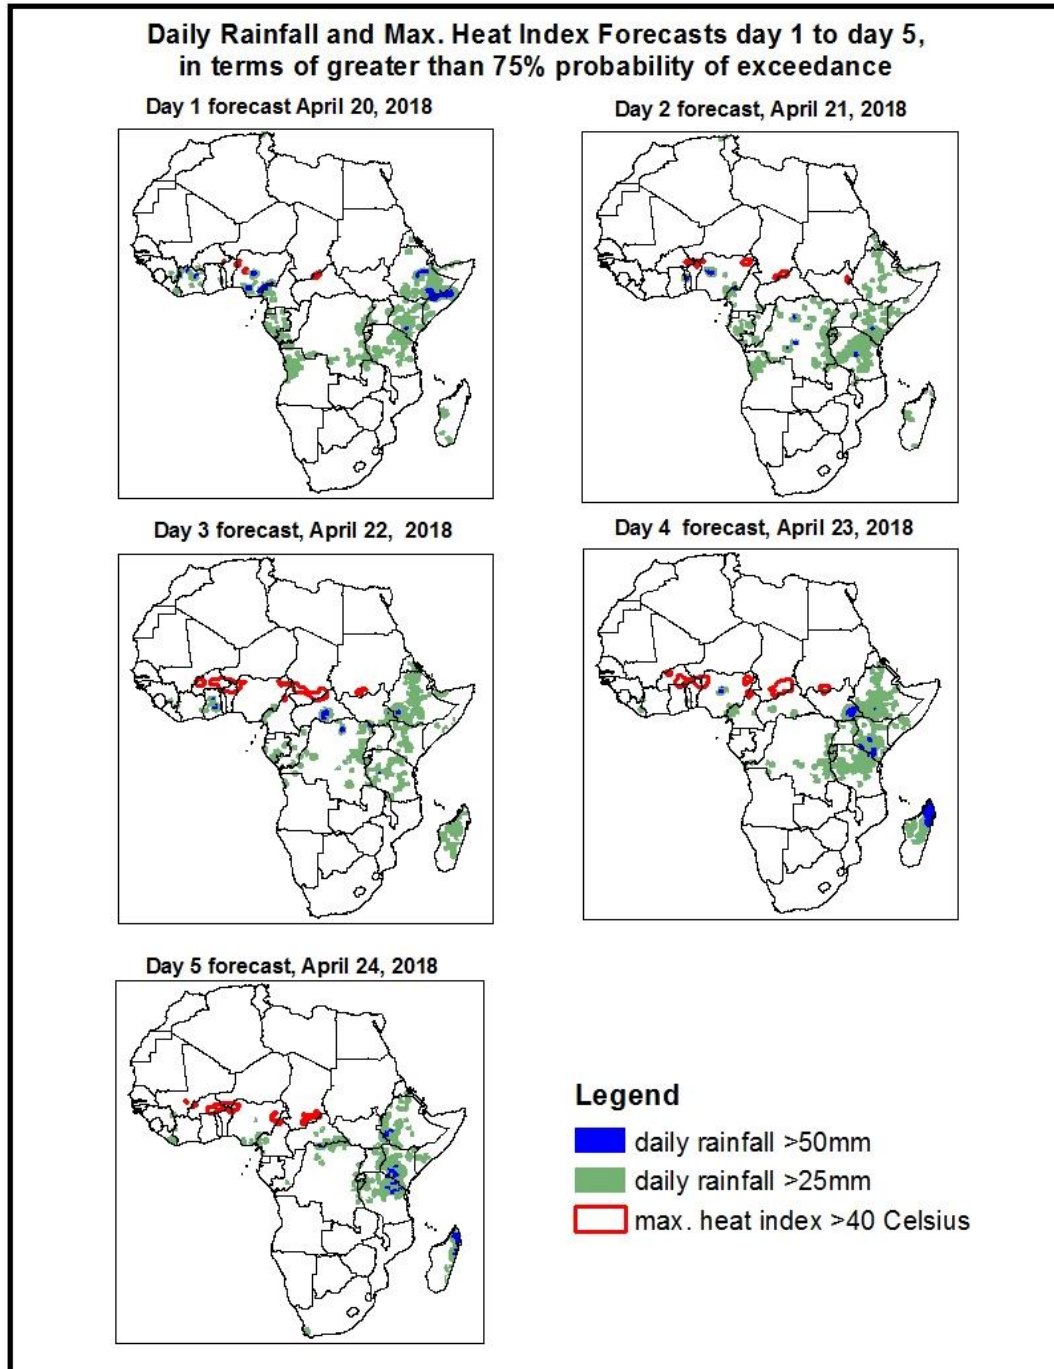 Daily Rainfall and Max. Heat Index Forecasts day 1 to day 5,
in terms of greater than 75% probability of exceedance
Day 1 forecast April 20, 2018
Day 2 forecast, April 21, 2018
Day 3 forecast, April 22, 2018
Day 4 forecast, April 23, 2018
Day 5 forecast, April 24, 2018
Legend
daily rainfall >50mm
daily rainfall >25mm
max. heat index >40 Celsius